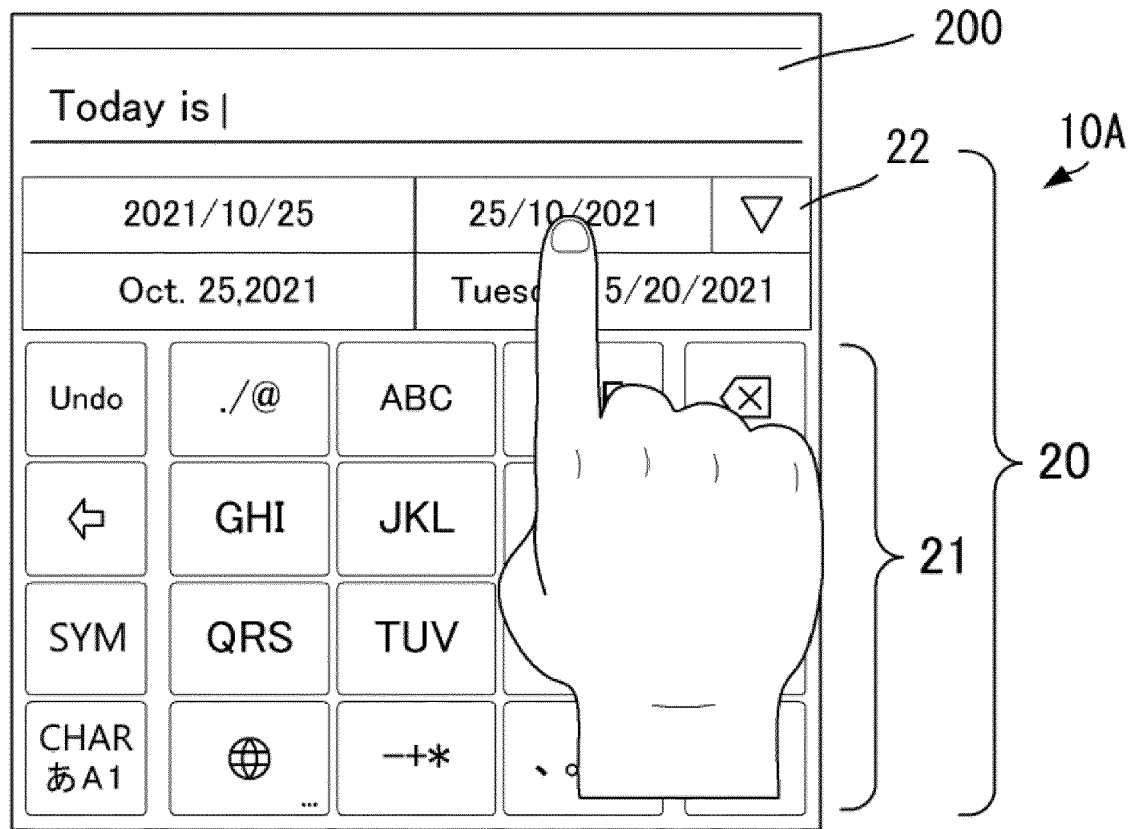 200
Today is
10A
22
2021/10/25 25/10/2021
Oct. 25,2021 Tues 5/20/2021
Undo ./@ ABC
20
GHI JKL
21
SYM QRS TUV
CHAR
あA1 ... −+* 、。